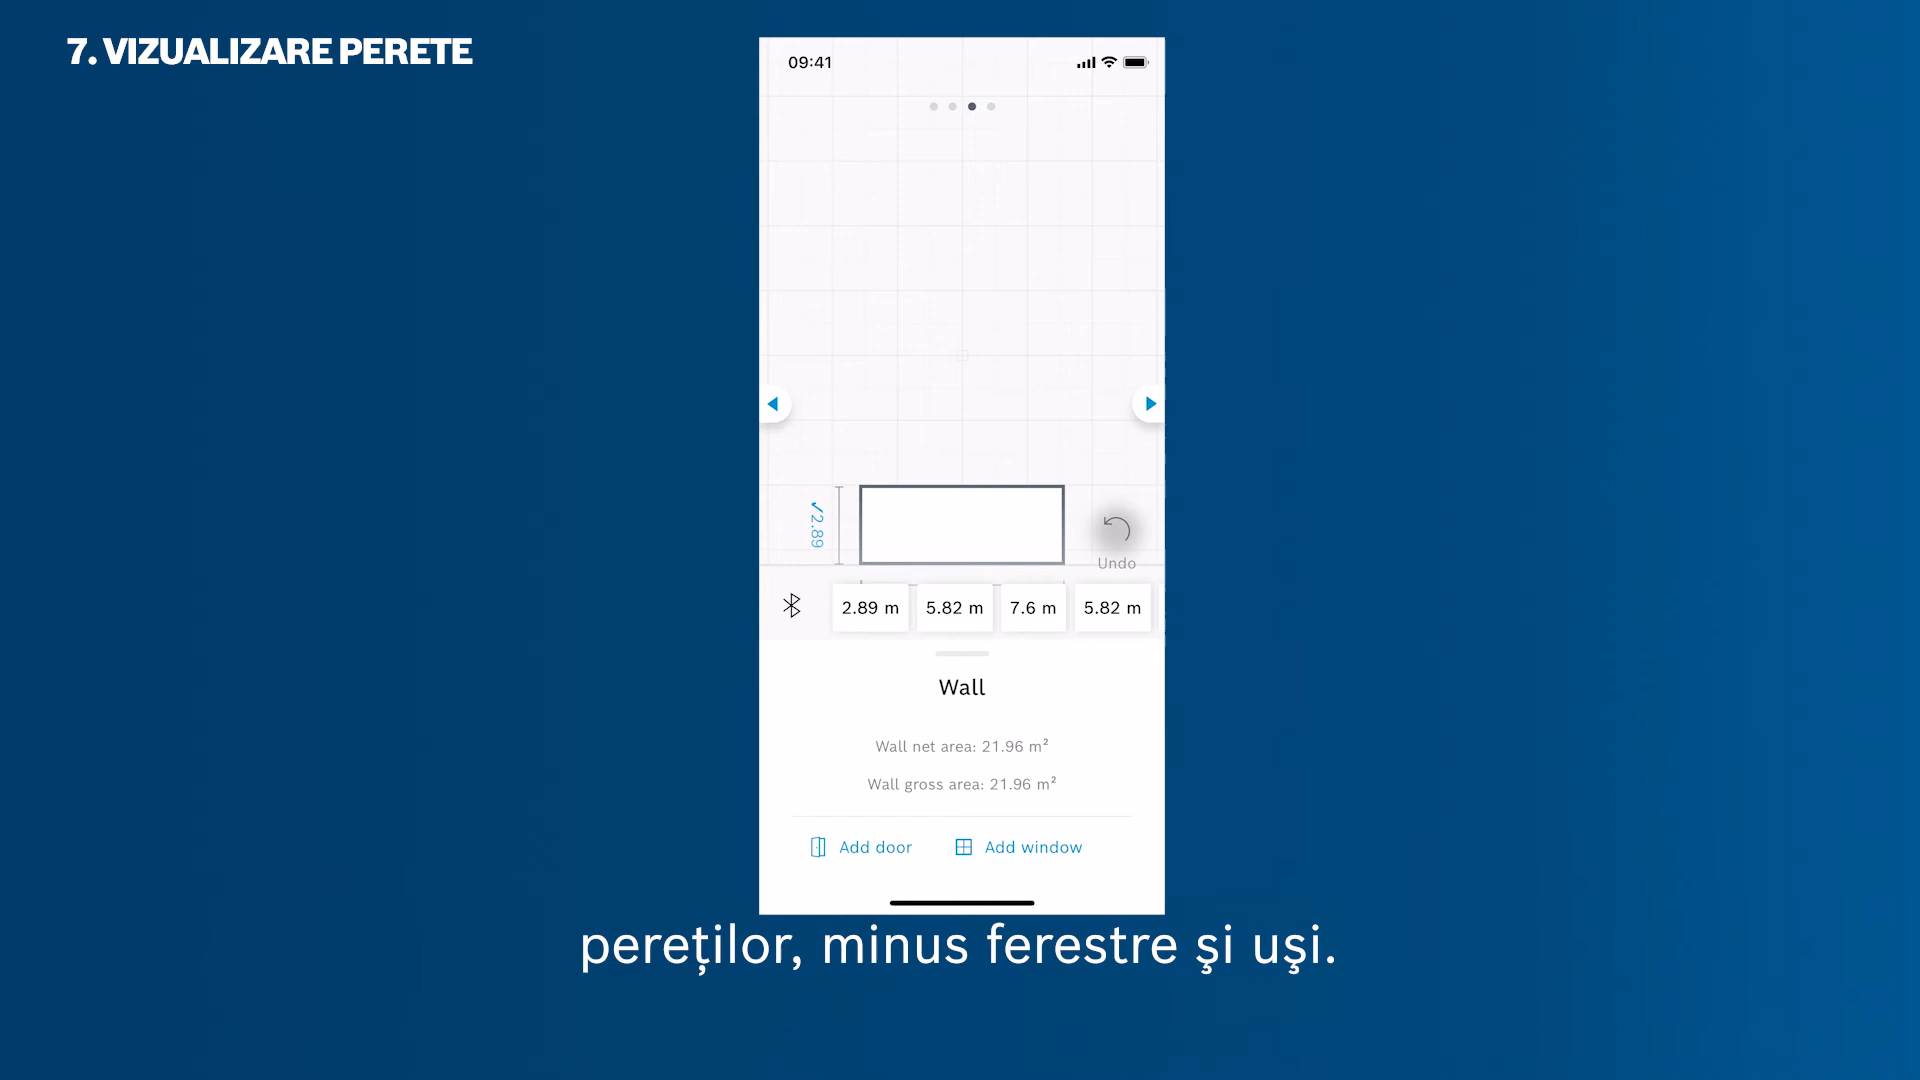 7. VIZUALIZARE PERETE
09:41
✓2.89
Undo
2.89 m 5.82 m 7.6 m 5.82 m
Wall
Wall net area: 21.96 m²
Wall gross area: 21.96 m²
Add door Add window
pereților, minus ferestre şi uşi.